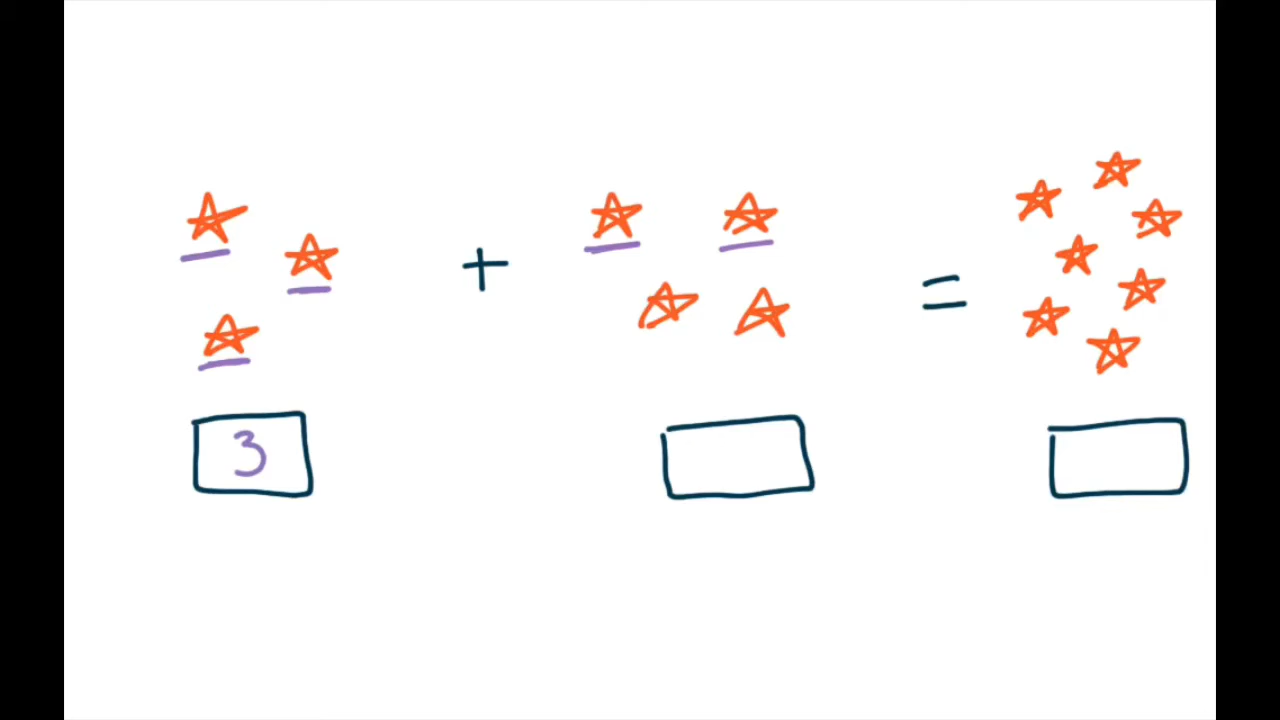 + =
3